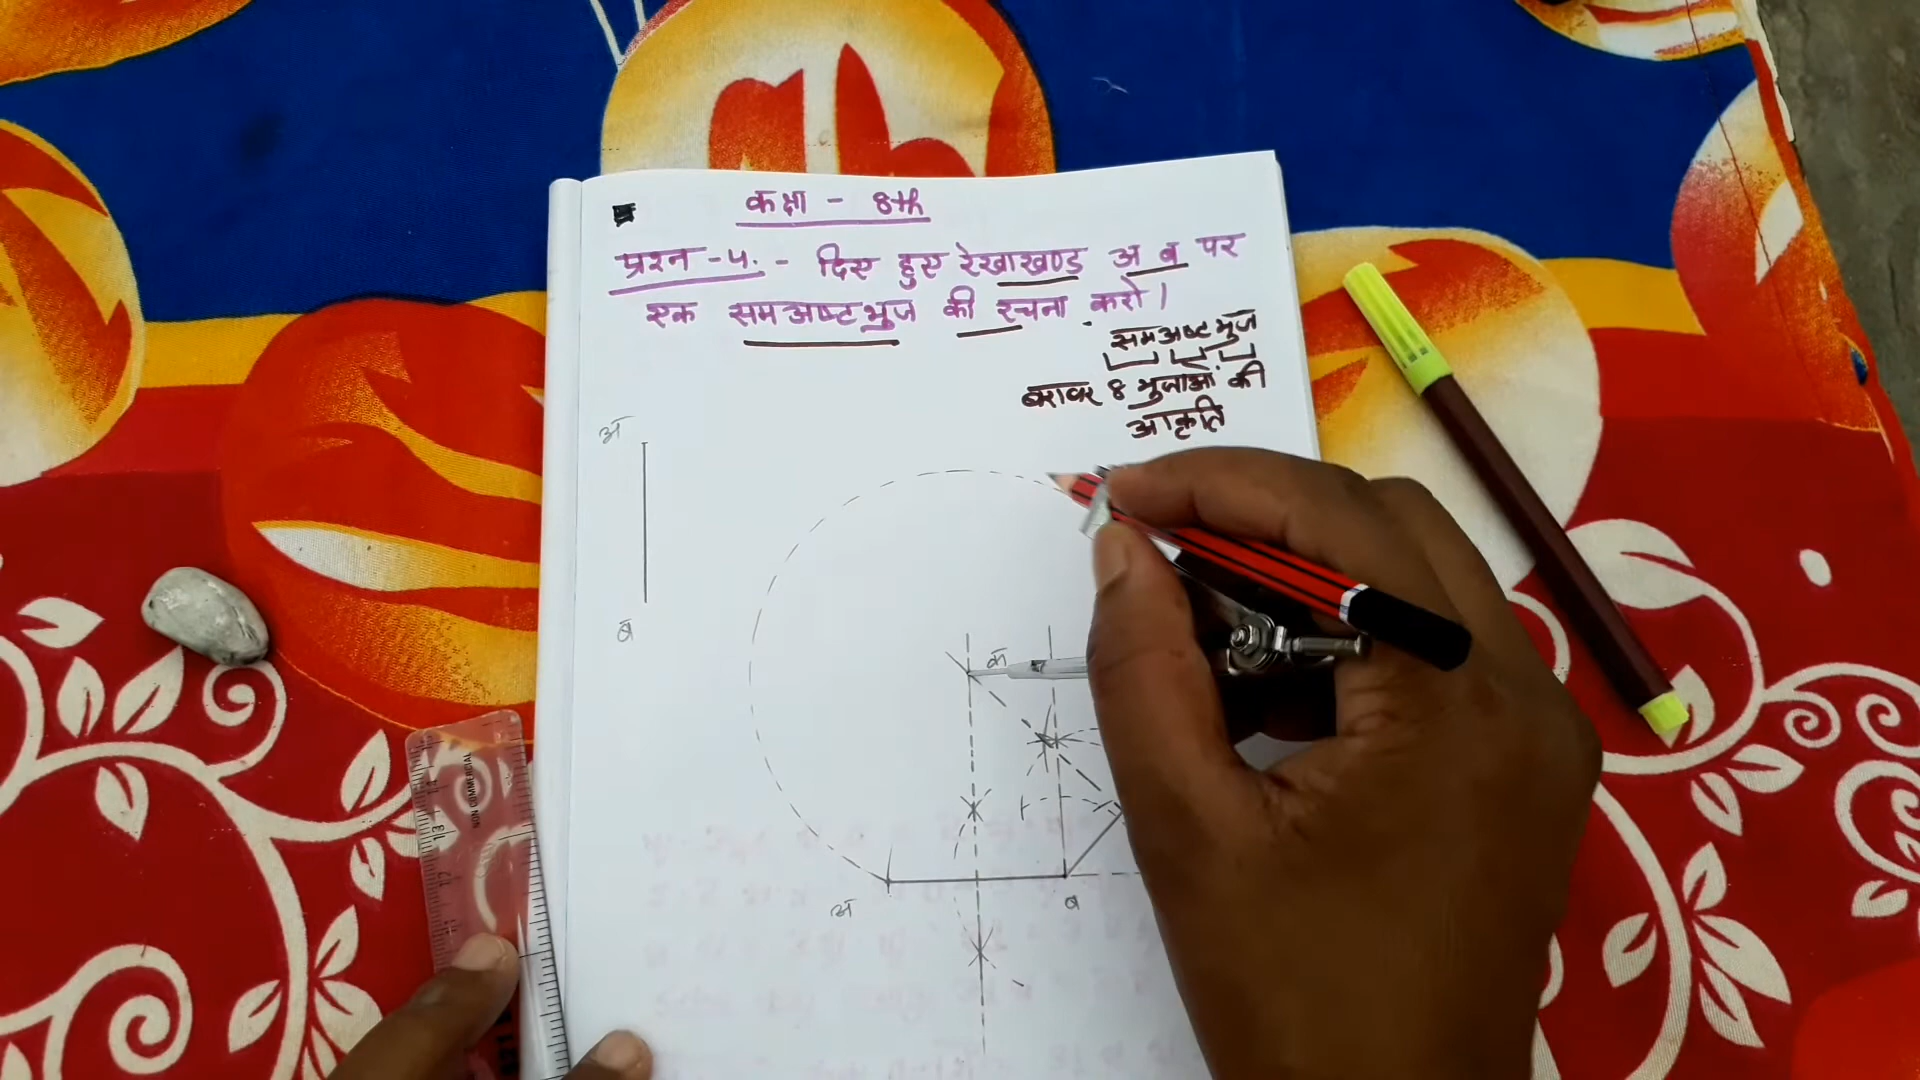 कक्षा - 8th
प्रश्न -५. - दिए हुए रेखाखण्ड अ ब पर
एक समअष्टभुज की रचना करो।
समअष्टभुज
बराबर 8 भुजाओं की
आकृति
अ
ब
क
अ
ब